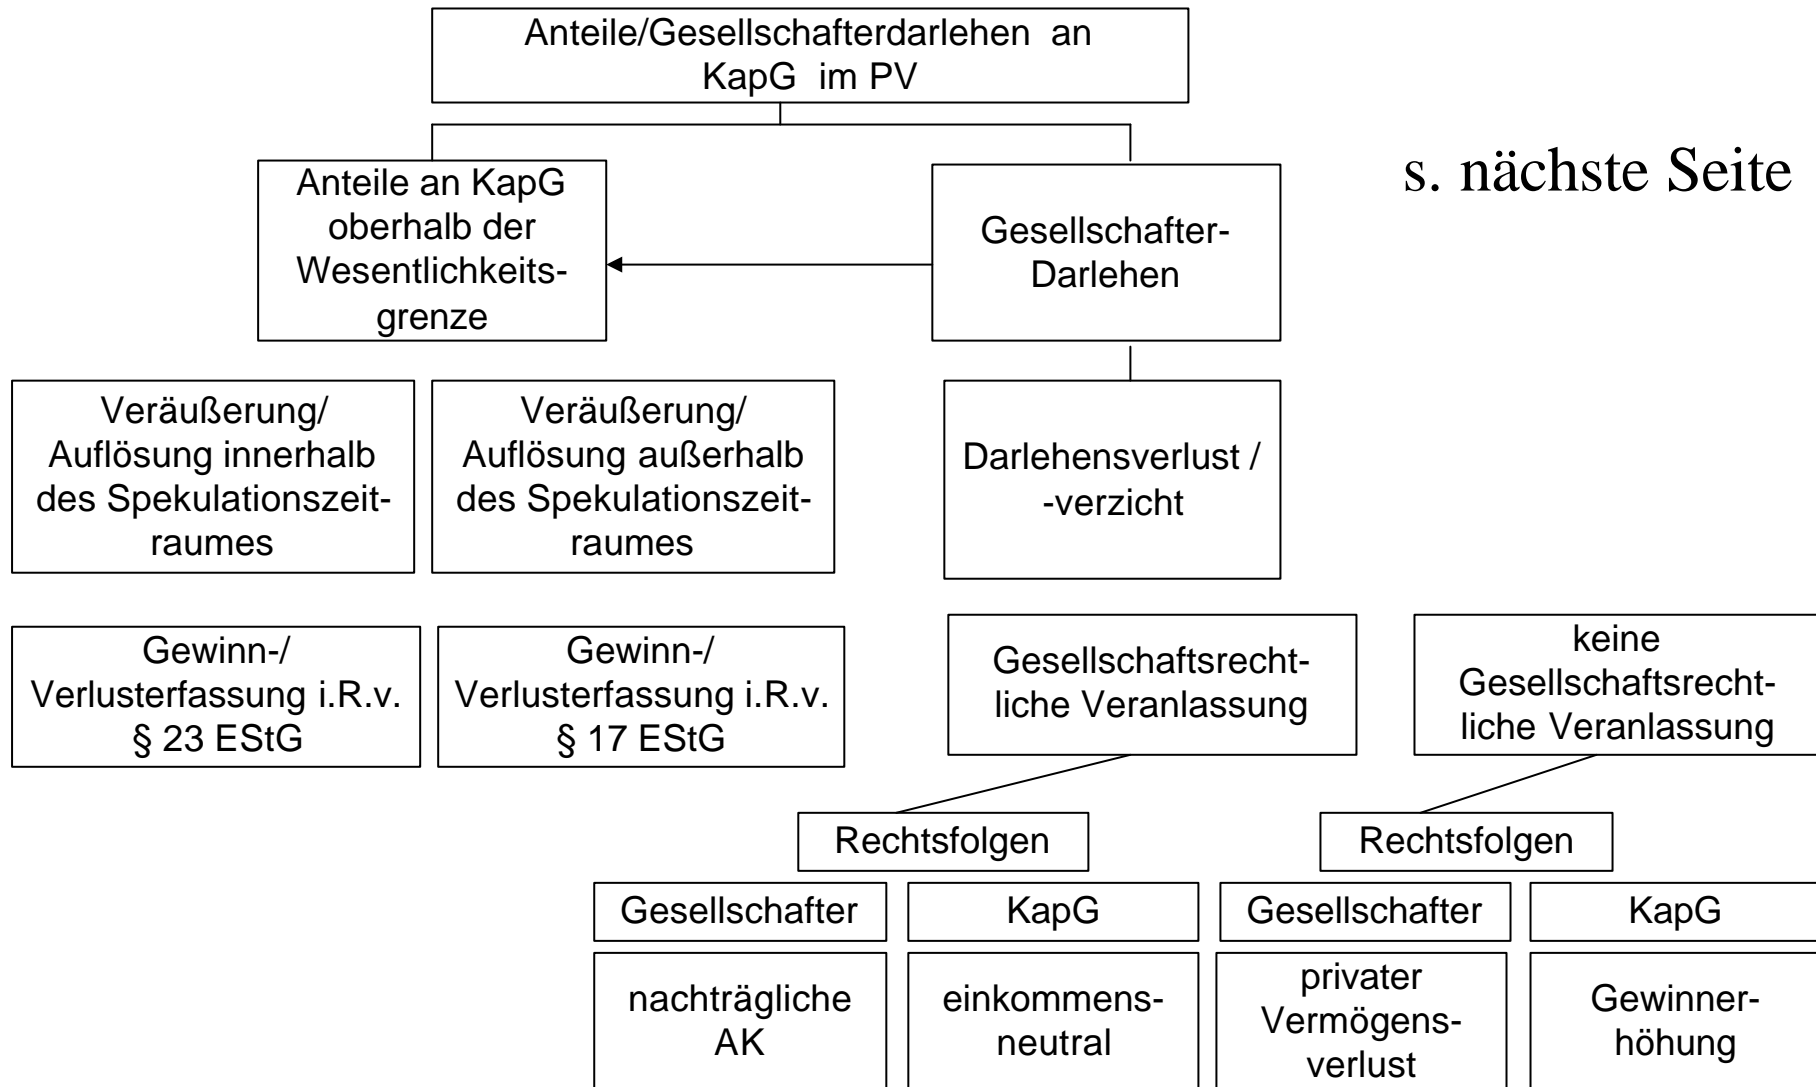 Anteile/Gesellschafterdarlehen an
KapG im PV
s. nächste Seite
Anteile an KapG
oberhalb der
Wesentlichkeits-
grenze
Gesellschafter-
Darlehen
Veräußerung/
Auflösung innerhalb
des Spekulationszeit-
raumes
Veräußerung/
Auflösung außerhalb
des Spekulationszeit-
raumes
Darlehensverlust /
-verzicht
Gewinn-/
Verlusterfassung i.R.v.
§ 23 EStG
Gewinn-/
Verlusterfassung i.R.v.
§ 17 EStG
Gesellschaftsrecht-
liche Veranlassung
keine
Gesellschaftsrecht-
liche Veranlassung
Rechtsfolgen
Rechtsfolgen
Gesellschafter
KapG
Gesellschafter
KapG
nachträgliche
AK
einkommens-
neutral
privater
Vermögens-
verlust
Gewinner-
höhung